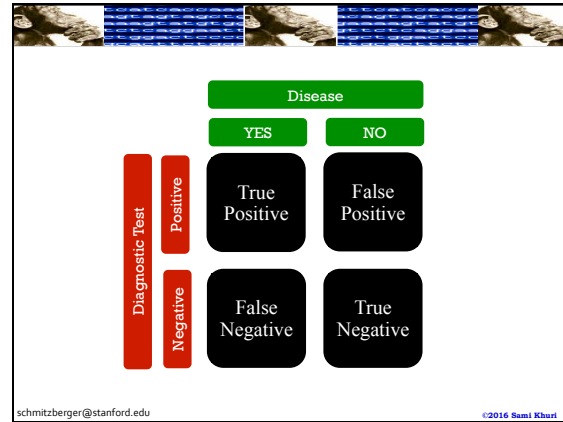 Disease
YES
NO
Diagnostic Test
Positive
True
Positive
False
Positive
Negative
False
Negative
True
Negative
schmitzberger@stanford.edu
©2016 Sami Khuri